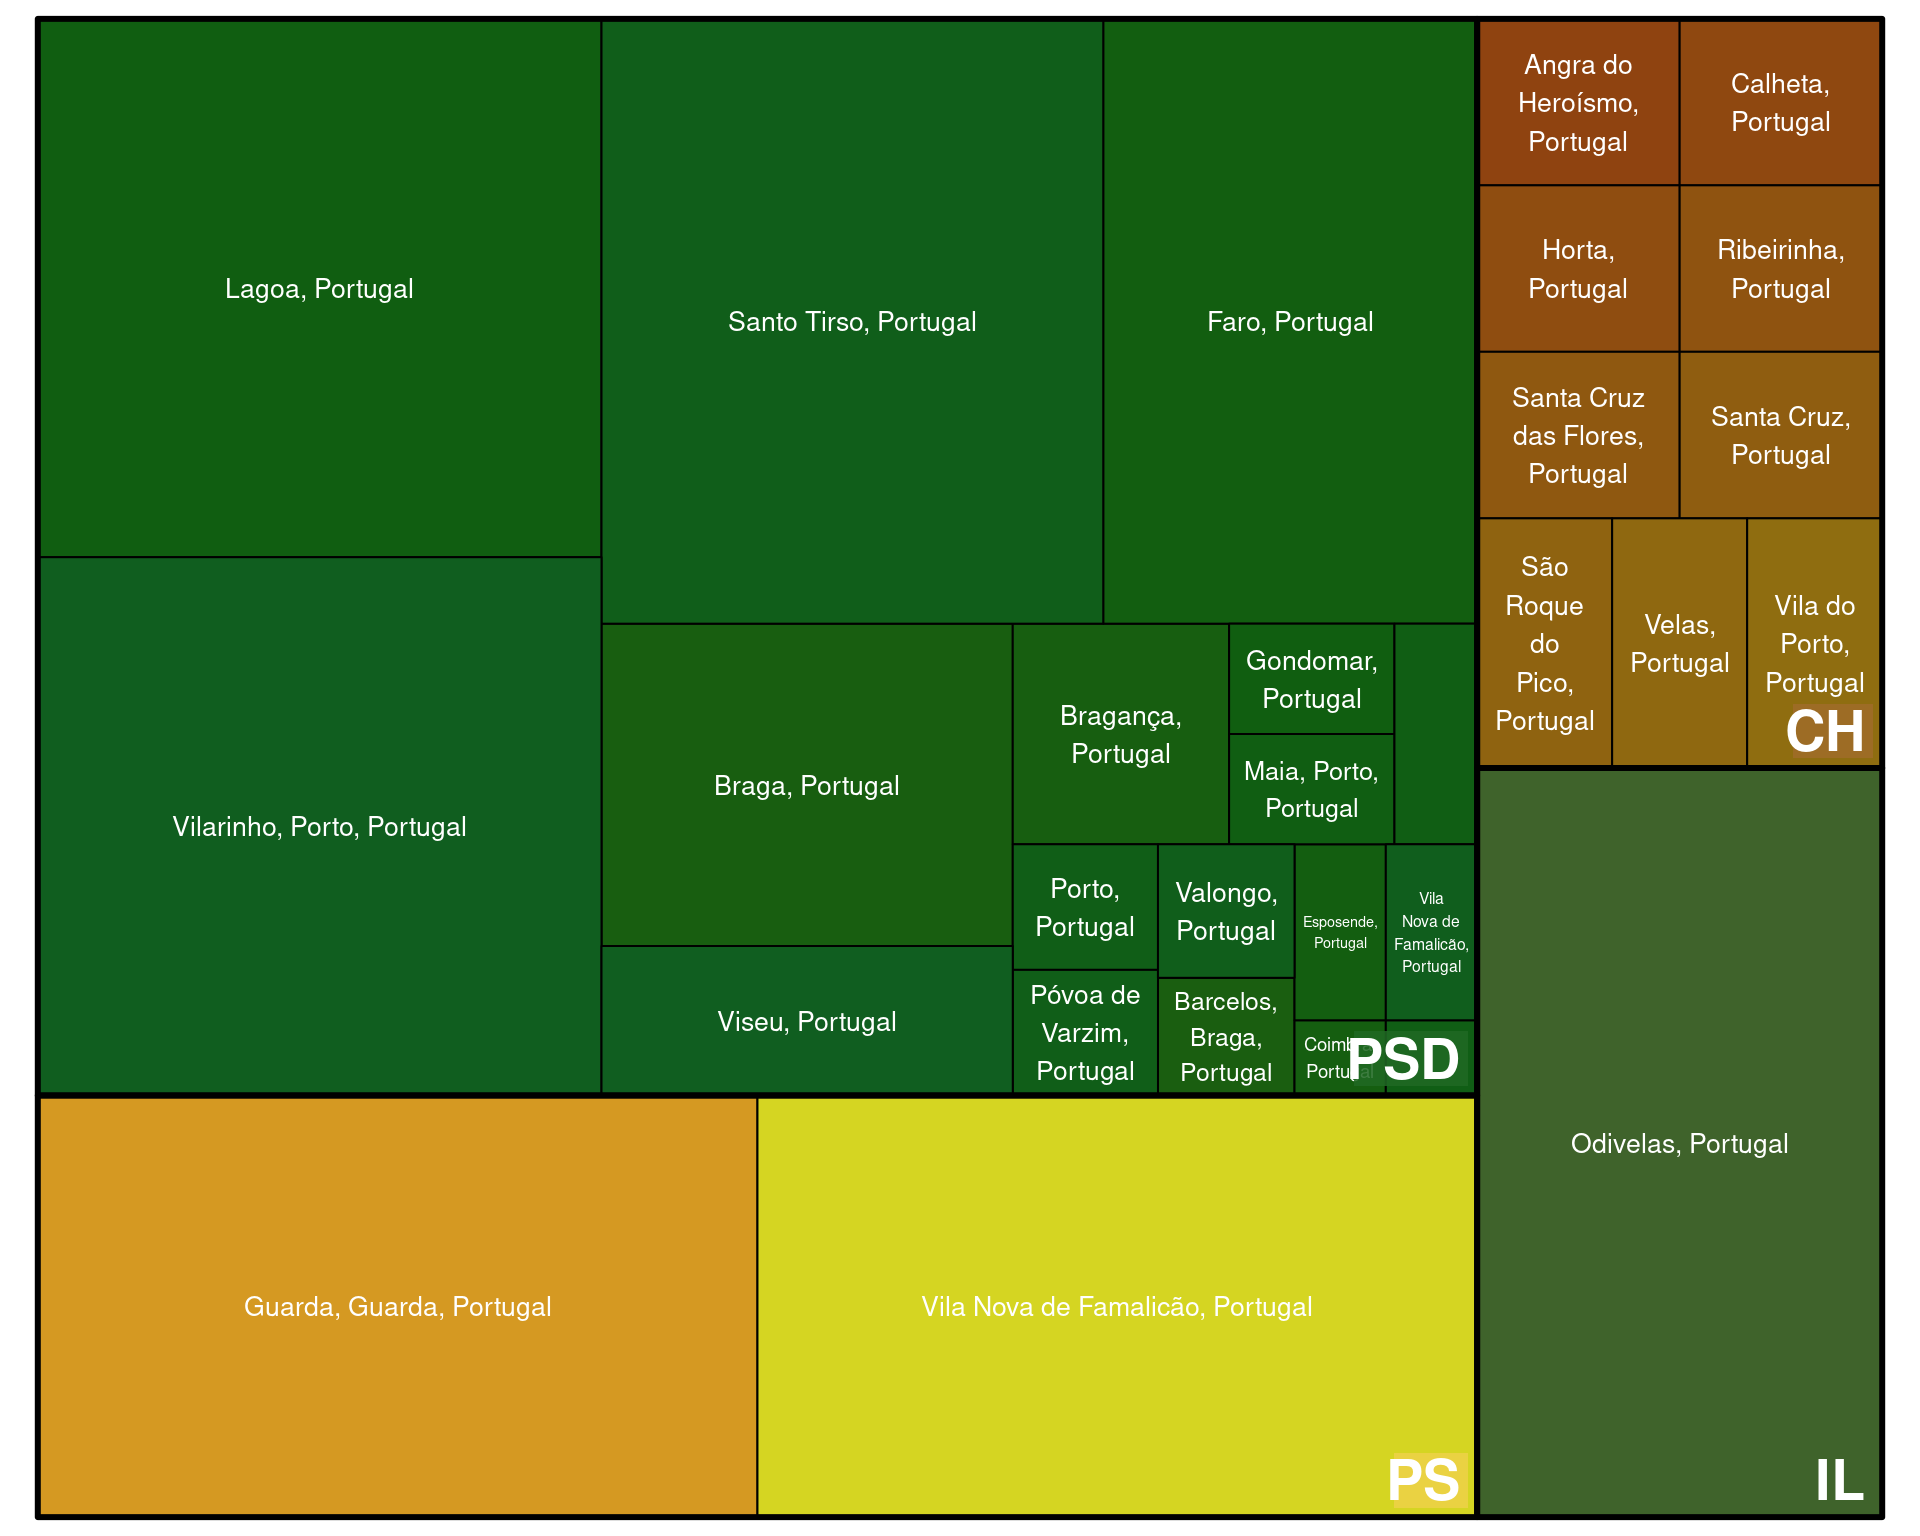 Lagoa, Portugal
Santo Tirso, Portugal
Faro, Portugal
Vilarinho, Porto, Portugal
Braga, Portugal
Viseu, Portugal
Bragança,
Portugal
Gondomar,
Portugal
Maia, Porto,
Portugal
Porto,
Portugal
Póvoa de
Varzim,
Portugal
Valongo,
Portugal
Barcelos,
Braga,
Portugal
Esposende,
Portugal
Vila
Nova de
Famalicão,
Portugal
Coimbra,
Portugal
PSD
Guarda, Guarda, Portugal
Vila Nova de Famalicão, Portugal
PS
Angra do
Heroísmo,
Portugal
Calheta,
Portugal
Horta,
Portugal
Ribeirinha,
Portugal
Santa Cruz
das Flores,
Portugal
Santa Cruz,
Portugal
São
Roque
do
Pico,
Portugal
Velas,
Portugal
Vila do
Porto,
Portugal
CH
Odivelas, Portugal
IL